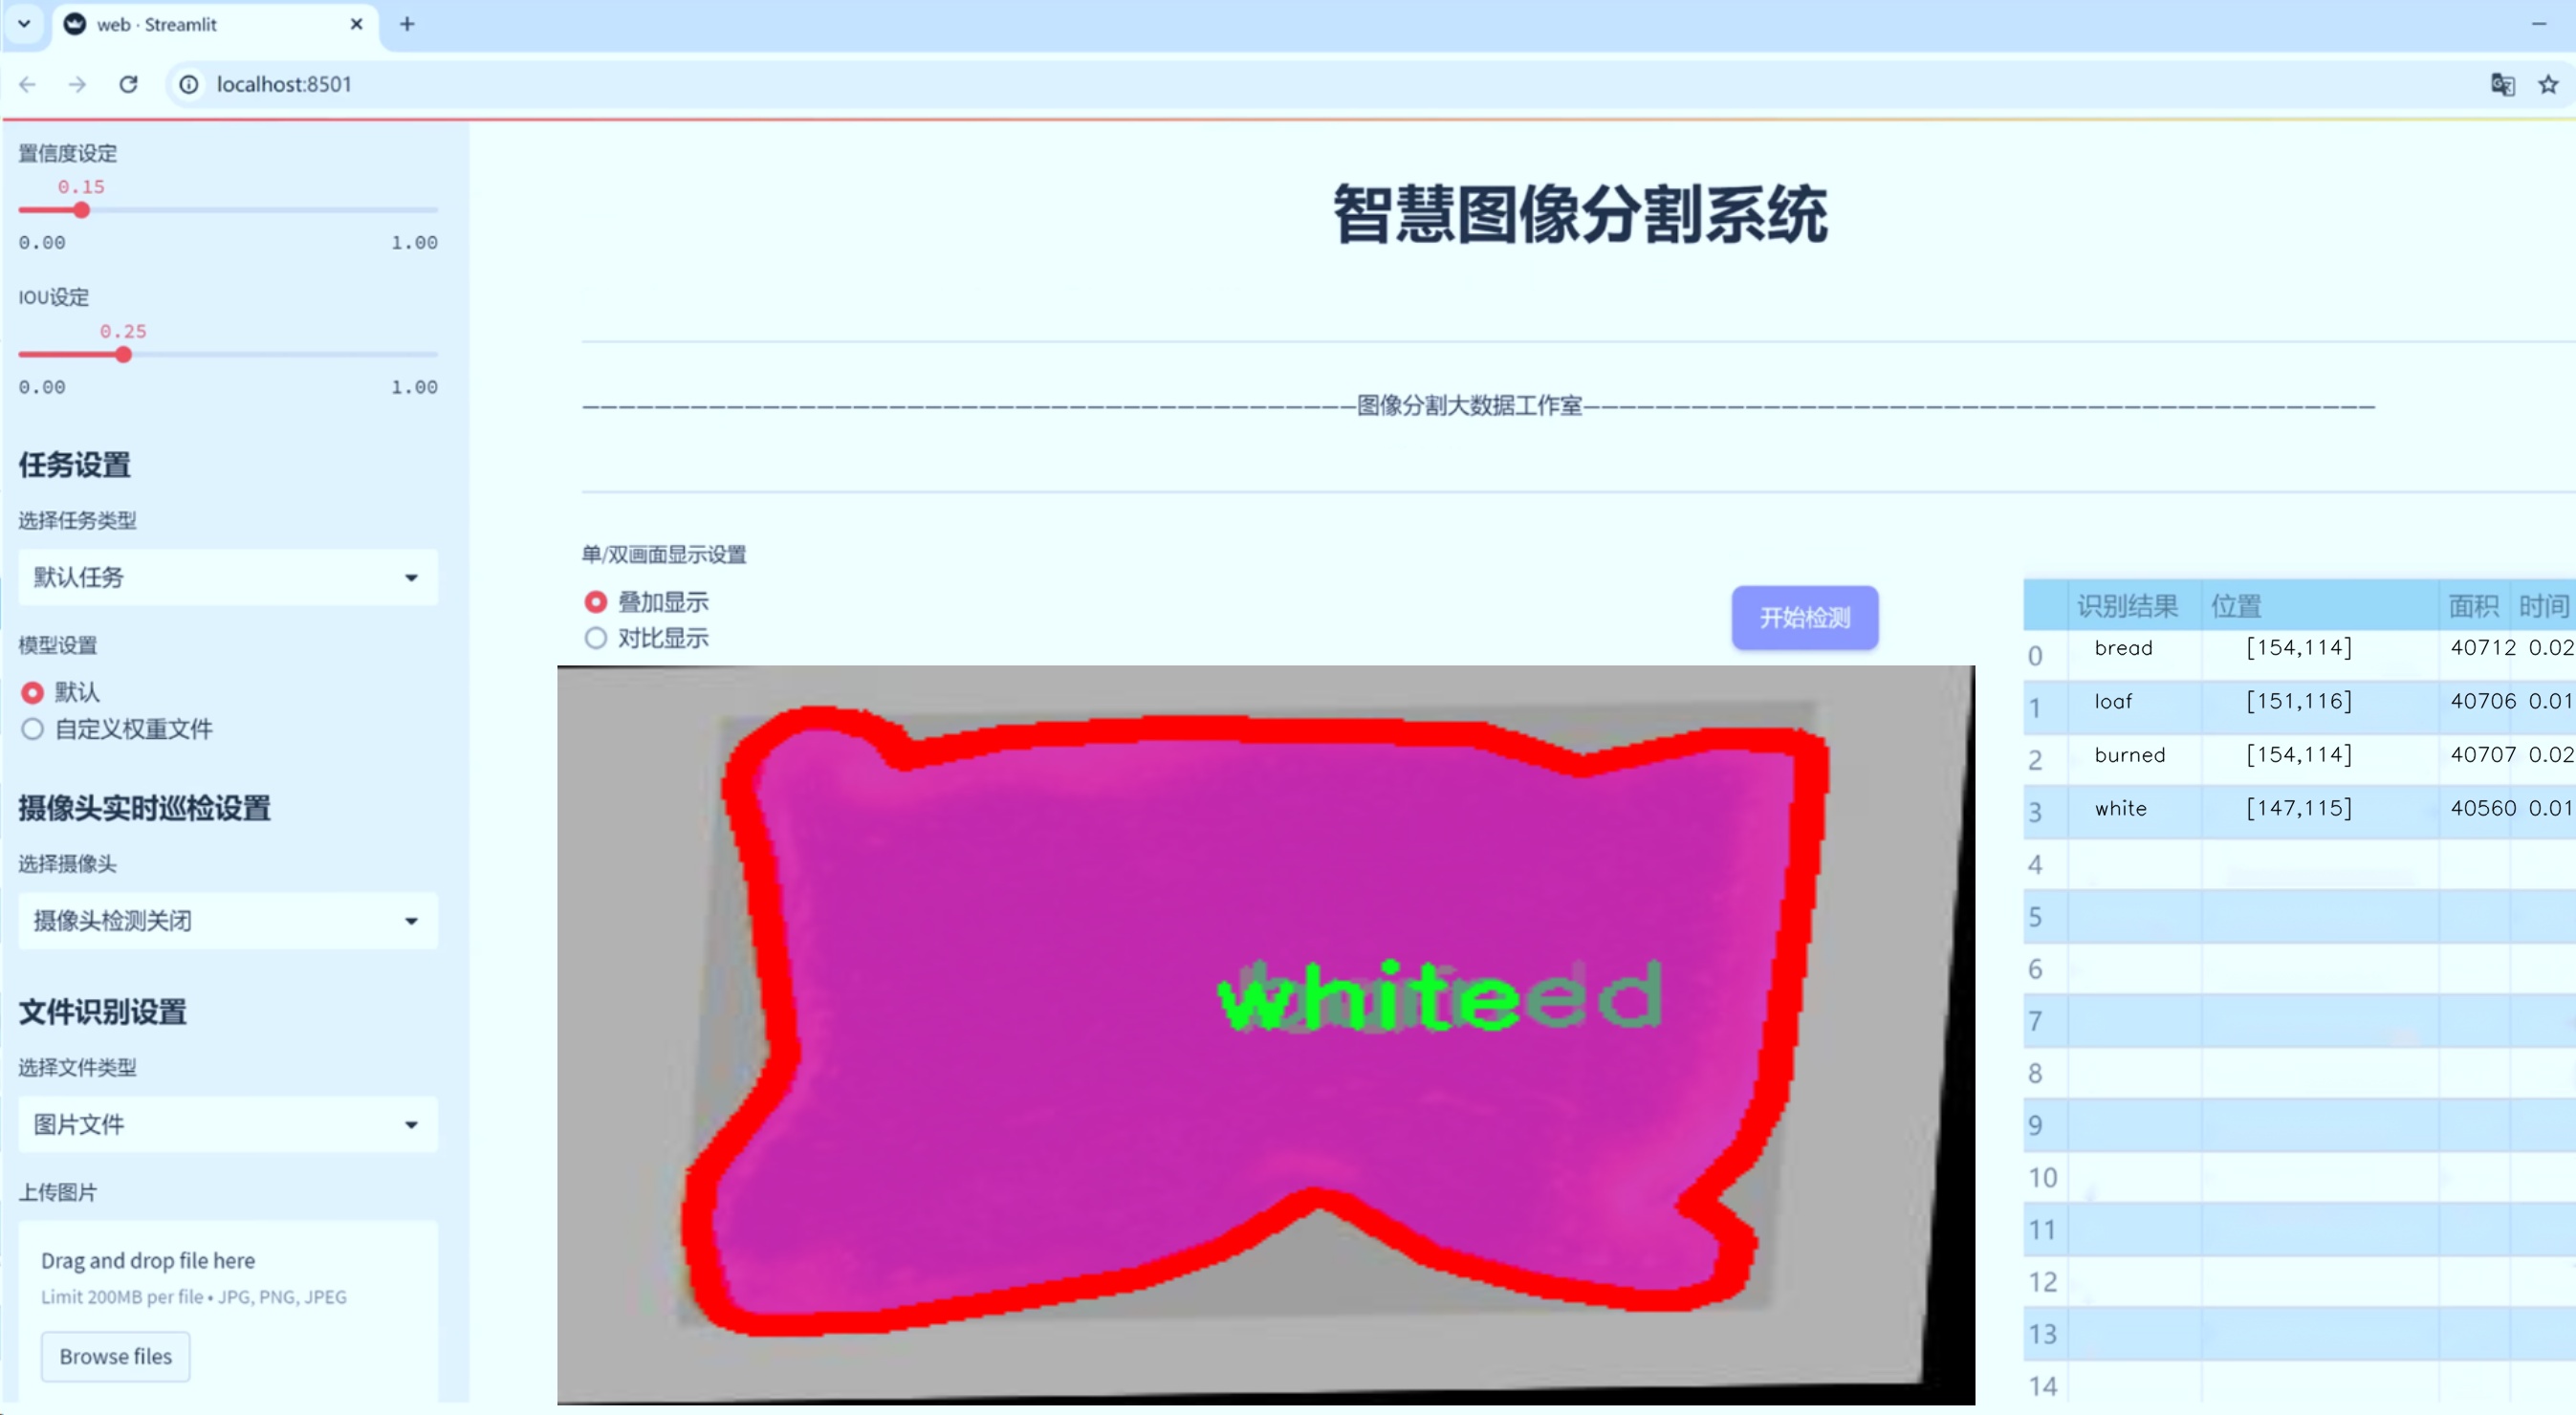 web · Streamlit
localhost:8501
置信度设定
0.15
0.00 1.00
IOU设定
0.25
0.00 1.00
任务设置
选择任务类型
默认任务
模型设置
默认
自定义权重文件
摄像头实时巡检设置
选择摄像头
摄像头检测关闭
文件识别设置
选择文件类型
图片文件
上传图片
Drag and drop file here
Limit 200MB per file • JPG, PNG, JPEG
Browse files
智慧图像分割系统
图像分割大数据工作室
单/双画面显示设置
叠加显示
对比显示
开始检测
white
识别结果 位置 面积 时间
0 bread [154,114] 40712 0.02
1 loaf [151,116] 40706 0.01
2 burned [154,114] 40707 0.02
3 white [147,115] 40560 0.01
4
5
6
7
8
9
10
11
12
13
14